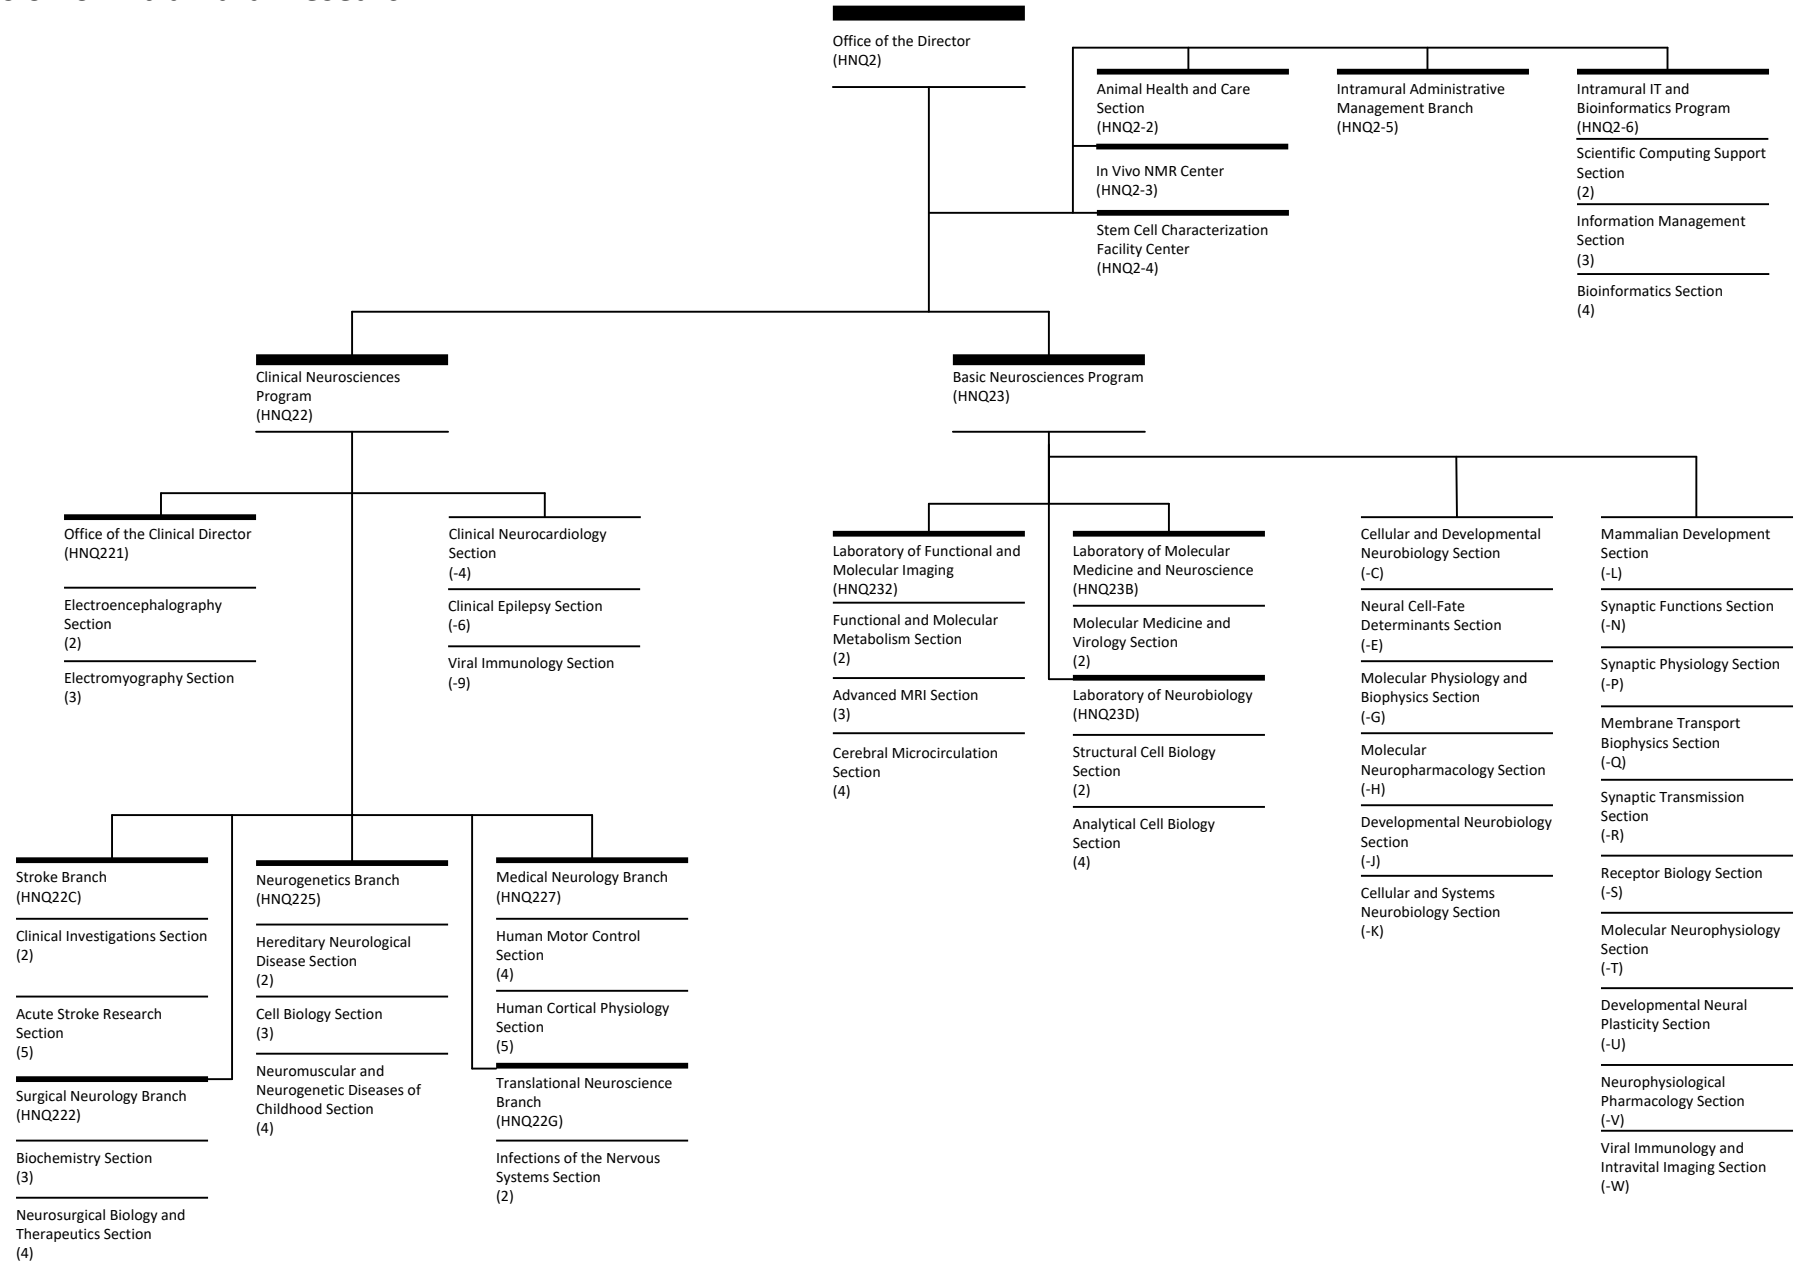 Office of the Director
(HNQ2)
Animal Health and Care
Section
(HNQ2-2)
In Vivo NMR Center
(HNQ2-3)
Stem Cell Characterization
Facility Center
(HNQ2-4)
Intramural Administrative
Management Branch
(HNQ2-5)
Intramural IT and
Bioinformatics Program
(HNQ2-6)
Scientific Computing Support
Section
(2)
Information Management
Section
(3)
Bioinformatics Section
(4)
Clinical Neurosciences
Program
(HNQ22)
Basic Neurosciences Program
(HNQ23)
Office of the Clinical Director
(HNQ221)
Electroencephalography
Section
(2)
Electromyography Section
(3)
Clinical Neurocardiology
Section
(-4)
Clinical Epilepsy Section
(-6)
Viral Immunology Section
(-9)
Laboratory of Functional and
Molecular Imaging
(HNQ232)
Functional and Molecular
Metabolism Section
(2)
Advanced MRI Section
(3)
Cerebral Microcirculation
Section
(4)
Laboratory of Molecular
Medicine and Neuroscience
(HNQ23B)
Molecular Medicine and
Virology Section
(2)
Laboratory of Neurobiology
(HNQ23D)
Structural Cell Biology
Section
(2)
Analytical Cell Biology
Section
(4)
Cellular and Developmental
Neurobiology Section
(-C)
Neural Cell-Fate
Determinants Section
(-E)
Molecular Physiology and
Biophysics Section
(-G)
Molecular
Neuropharmacology Section
(-H)
Developmental Neurobiology
Section
(-J)
Cellular and Systems
Neurobiology Section
(-K)
Mammalian Development
Section
(-L)
Synaptic Functions Section
(-N)
Synaptic Physiology Section
(-P)
Membrane Transport
Biophysics Section
(-Q)
Synaptic Transmission
Section
(-R)
Receptor Biology Section
(-S)
Molecular Neurophysiology
Section
(-T)
Developmental Neural
Plasticity Section
(-U)
Neurophysiological
Pharmacology Section
(-V)
Viral Immunology and
Intravital Imaging Section
(-W)
Stroke Branch
(HNQ22C)
Clinical Investigations Section
(2)
Acute Stroke Research
Section
(5)
Surgical Neurology Branch
(HNQ222)
Biochemistry Section
(3)
Neurosurgical Biology and
Therapeutics Section
(4)
Neurogenetics Branch
(HNQ225)
Hereditary Neurological
Disease Section
(2)
Cell Biology Section
(3)
Neuromuscular and
Neurogenetic Diseases of
Childhood Section
(4)
Medical Neurology Branch
(HNQ227)
Human Motor Control
Section
(4)
Human Cortical Physiology
Section
(5)
Translational Neuroscience
Branch
(HNQ22G)
Infections of the Nervous
Systems Section
(2)